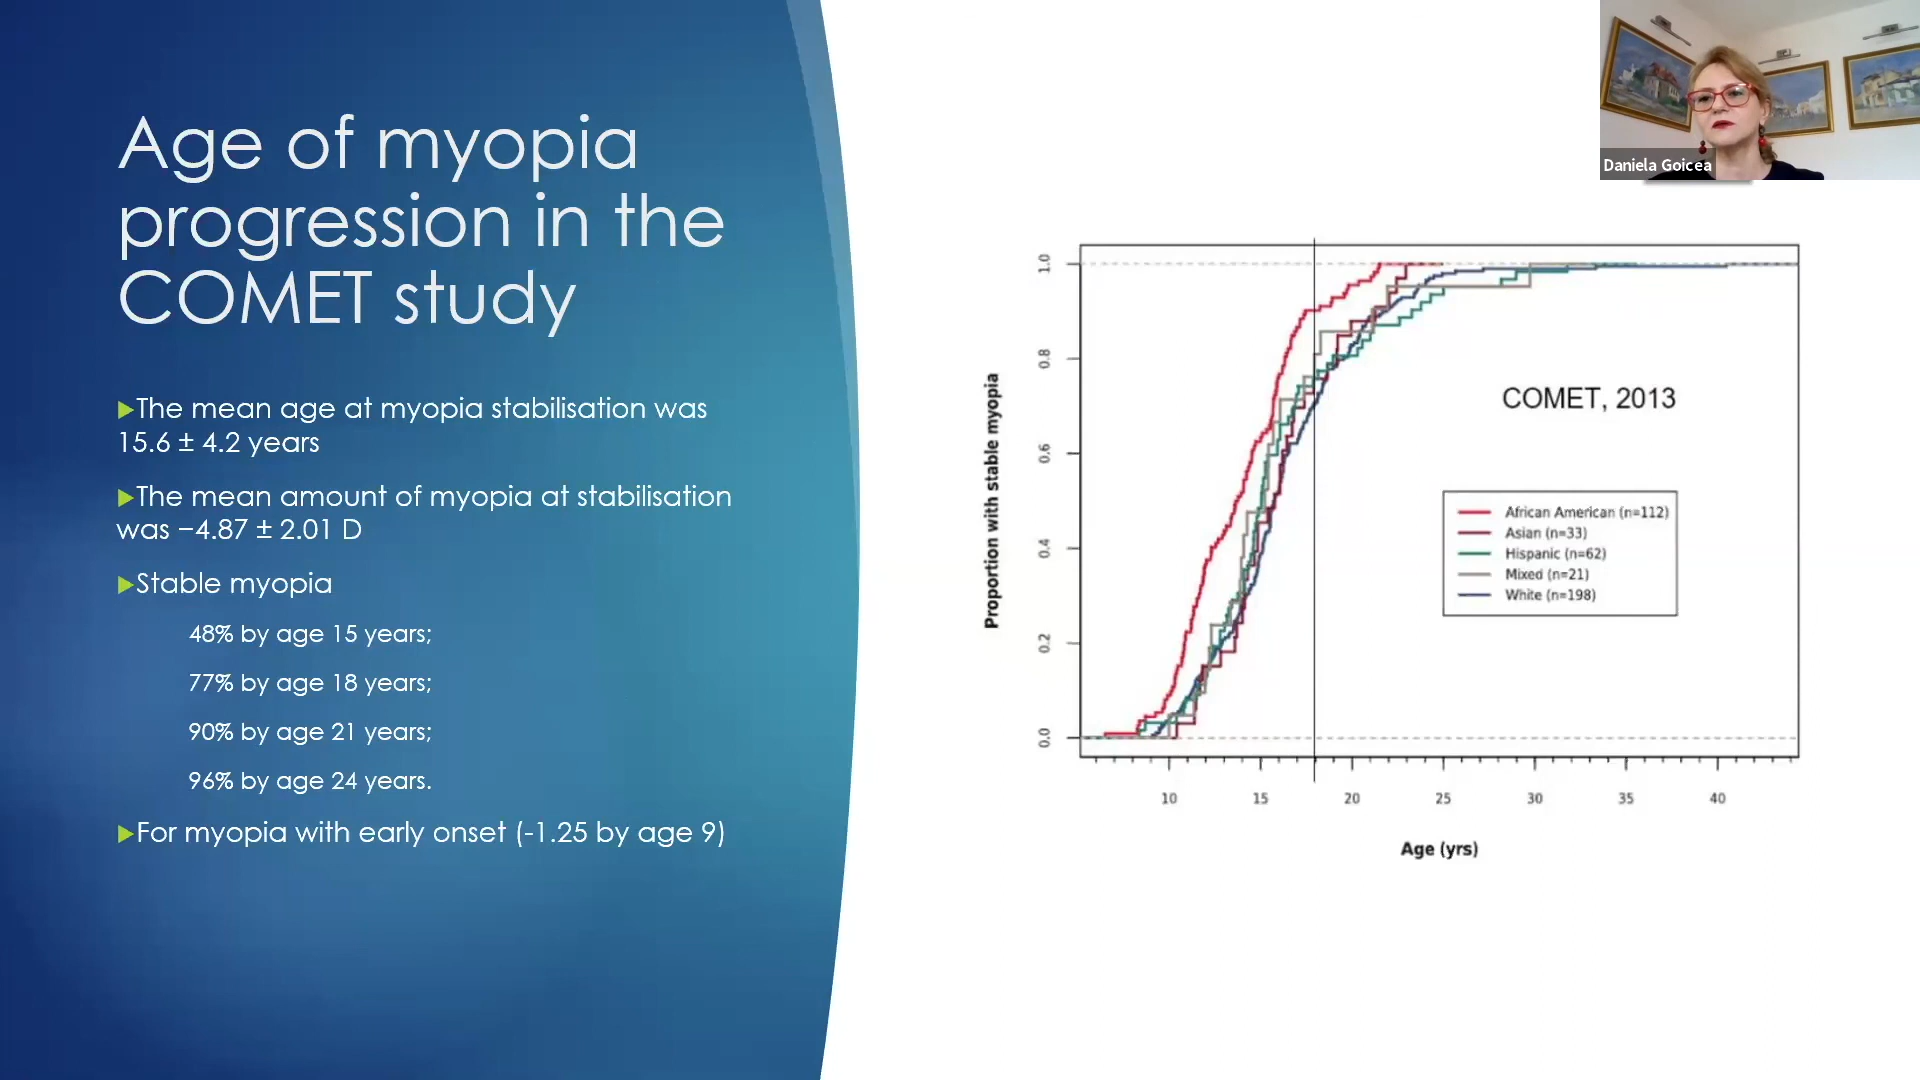 Age of myopia
progression in the
COMET study
▶The mean age at myopia stabilisation was
15.6 ± 4.2 years
▶The mean amount of myopia at stabilisation
was −4.87 ± 2.01 D
▶Stable myopia
48% by age 15 years;
77% by age 18 years;
90% by age 21 years;
96% by age 24 years.
▶For myopia with early onset (-1.25 by age 9)
Daniela Goicea
Proportion with stable myopia
1.0
0.8
0.6
0.4
0.2
0.0
COMET, 2013
African American (n=112)
Asian (n=33)
Hispanic (n=62)
Mixed (n=21)
White (n=198)
10 15 20 25 30 35 40
Age (yrs)